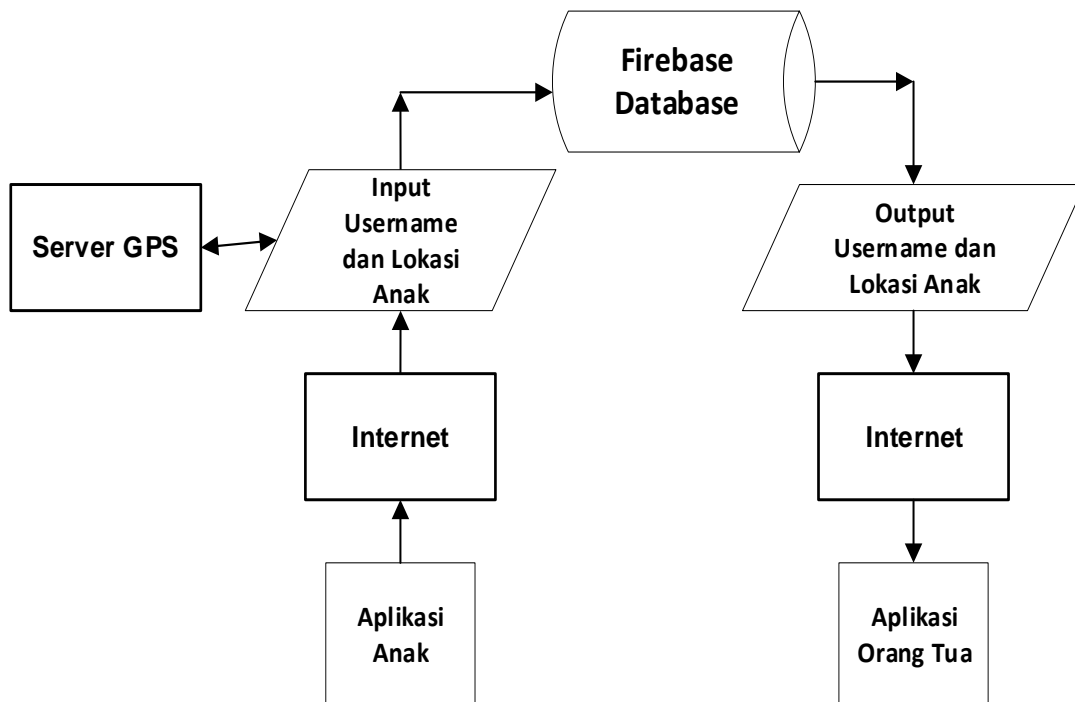 Firebase
Database
Server GPS
Input
Username
dan Lokasi
Anak
Output
Username dan
Lokasi Anak
Internet
Internet
Aplikasi
Anak
Aplikasi
Orang Tua